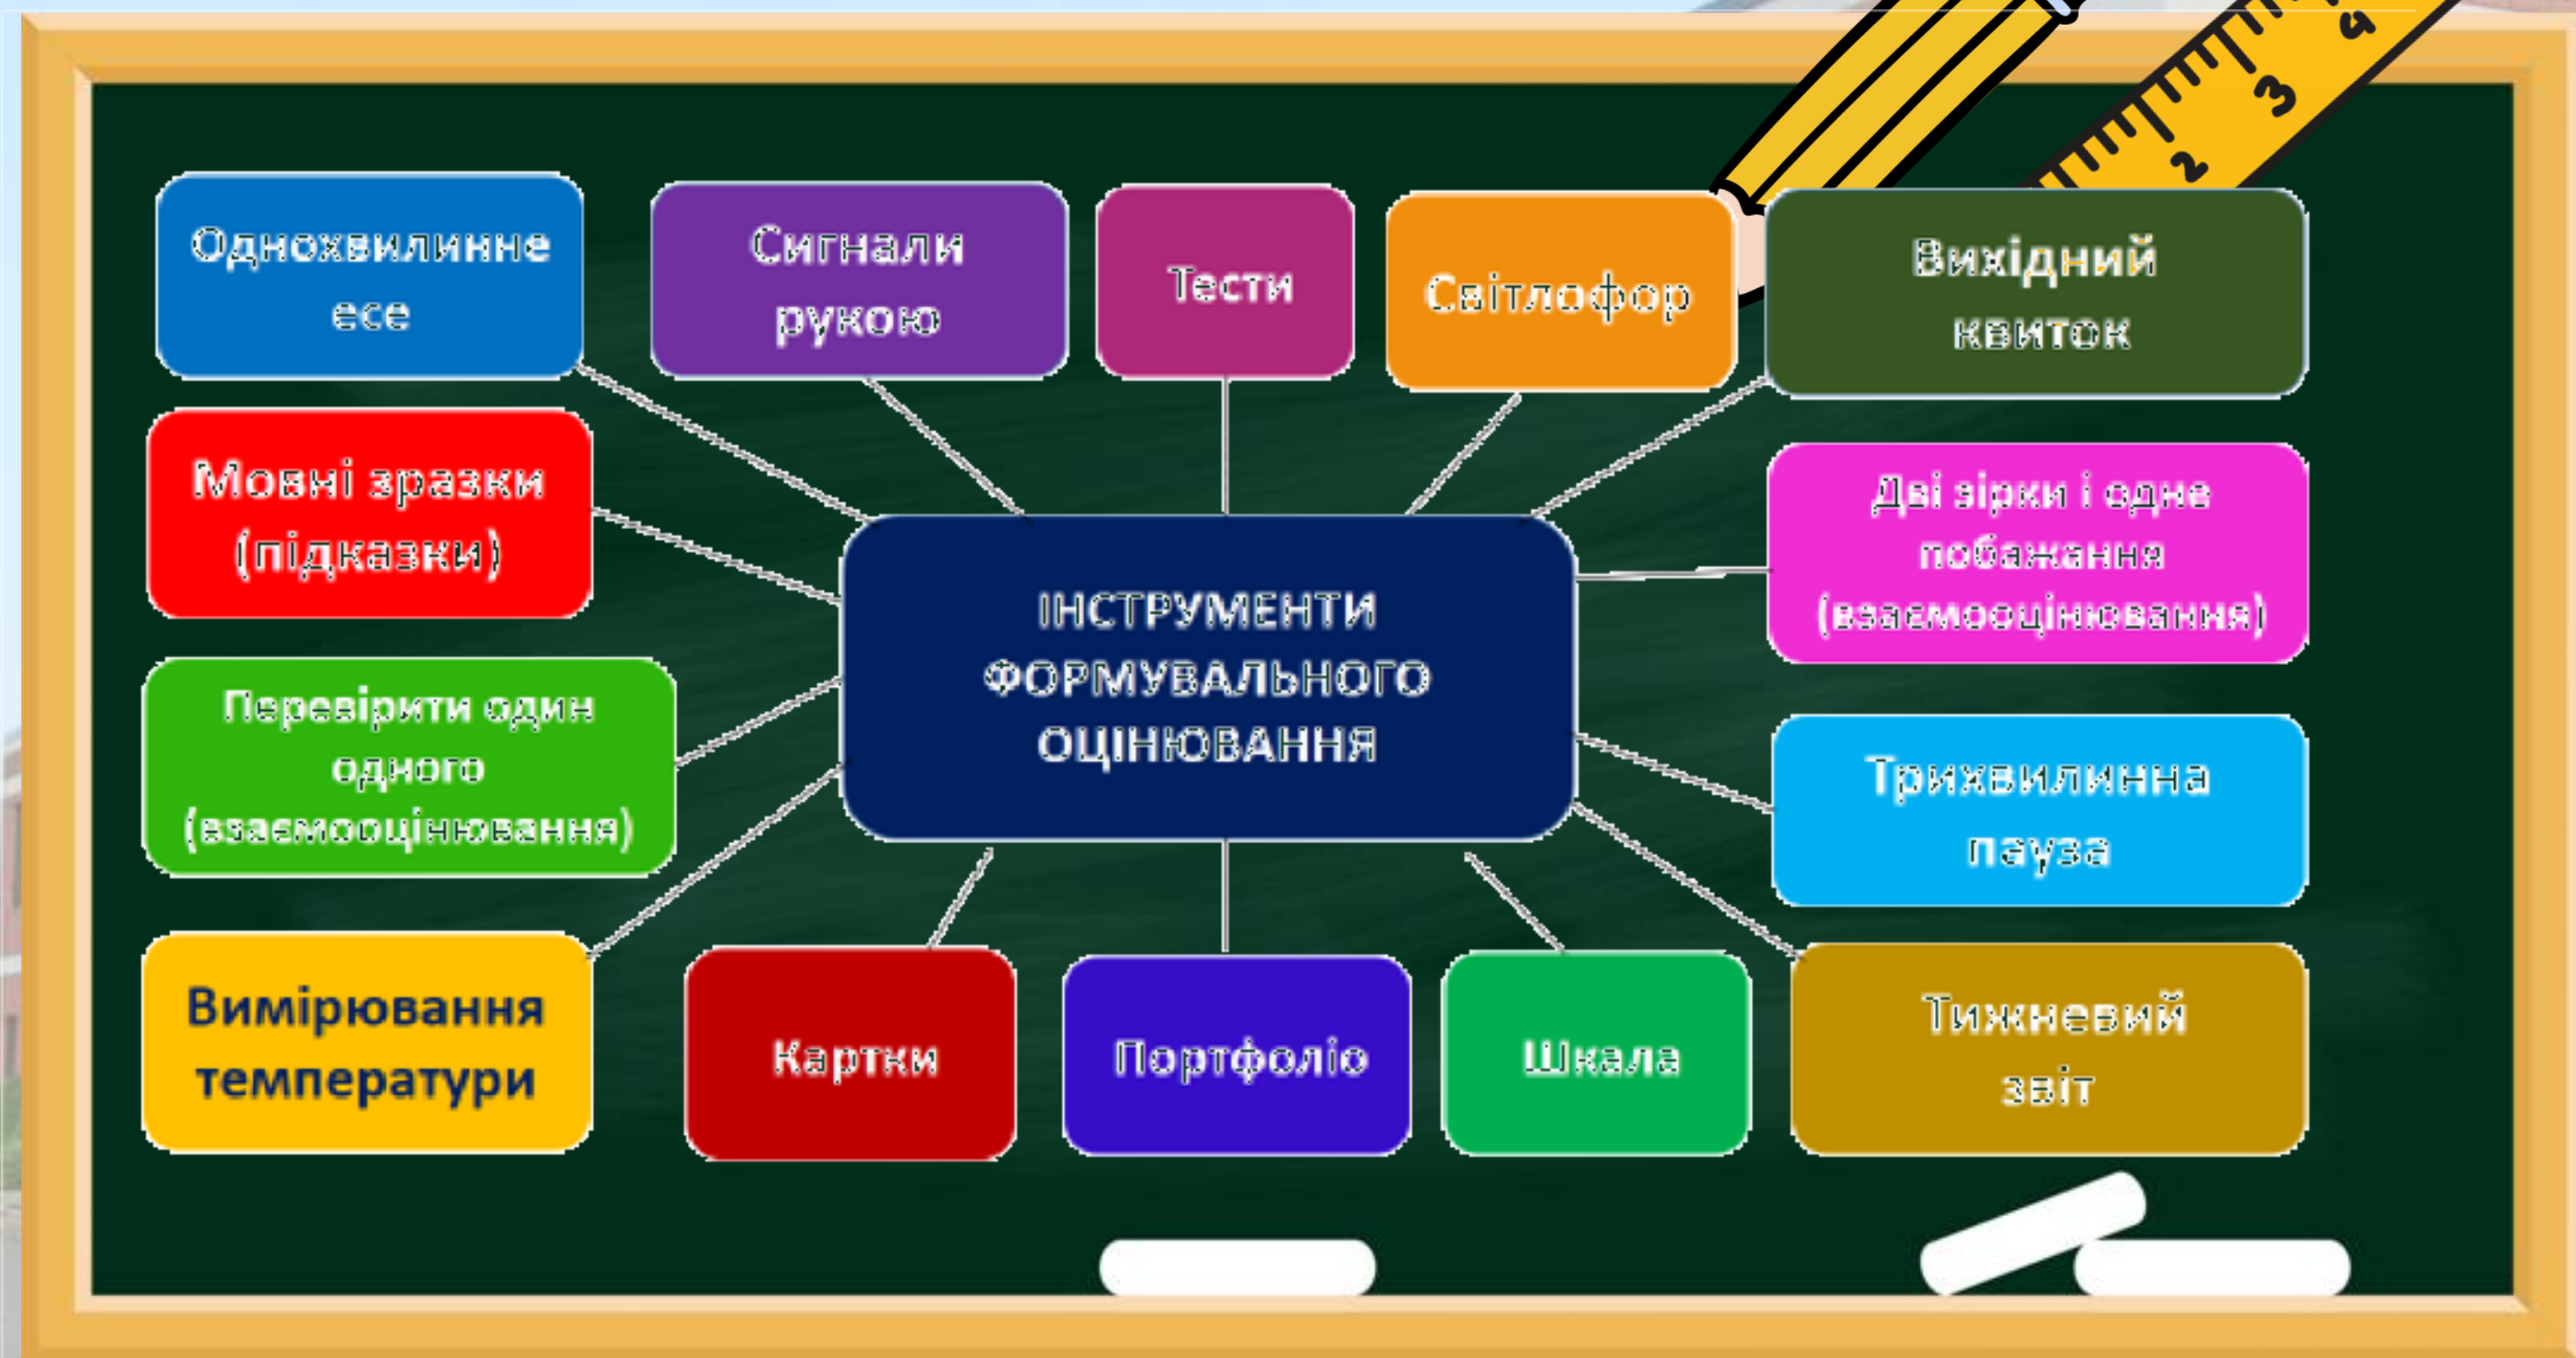 Однохвилинне
есе
Сигнали
рукою
Тести
Світлофор
Вихідний
квиток
Мовні зразки
(підказки)
Дві зірки і одне
побажання
(взаємооцінювання)
ІНСТРУМЕНТИ
ФОРМУВАЛЬНОГО
ОЦІНЮВАННЯ
Перевірити один
одного
(взаємооцінювання)
Трихвилинна
пауза
Вимірювання
температури
Картки
Портфоліо
Шкала
Тижневий
звіт
2
3
4